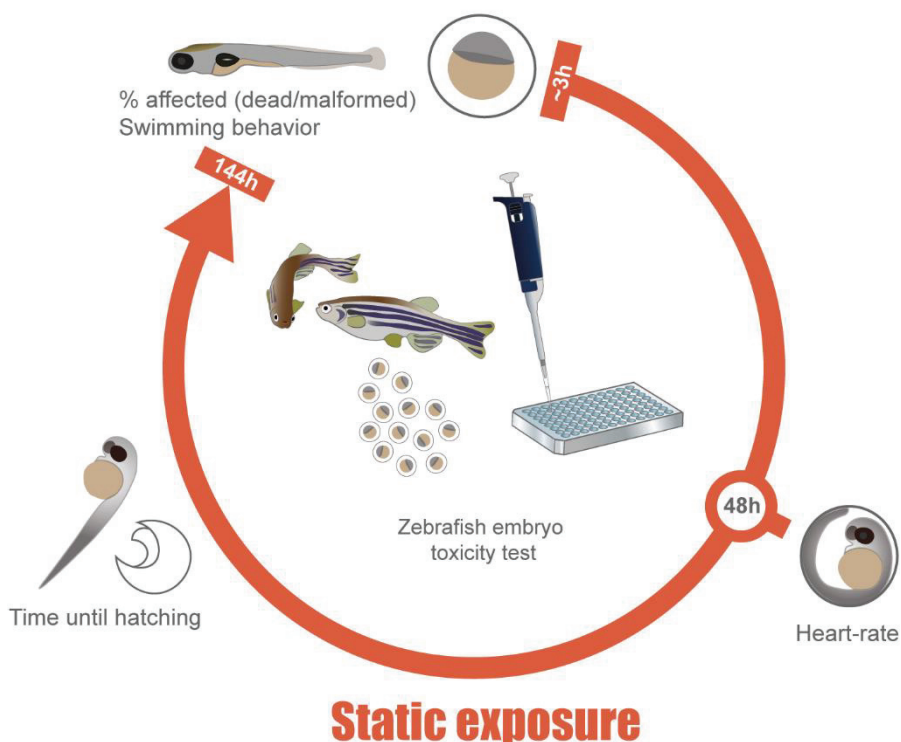 ~3h
% affected (dead/malformed)
Swimming behavior
144h
48h
Zebrafish embryo
toxicity test
Time until hatching
Heart-rate
Static exposure